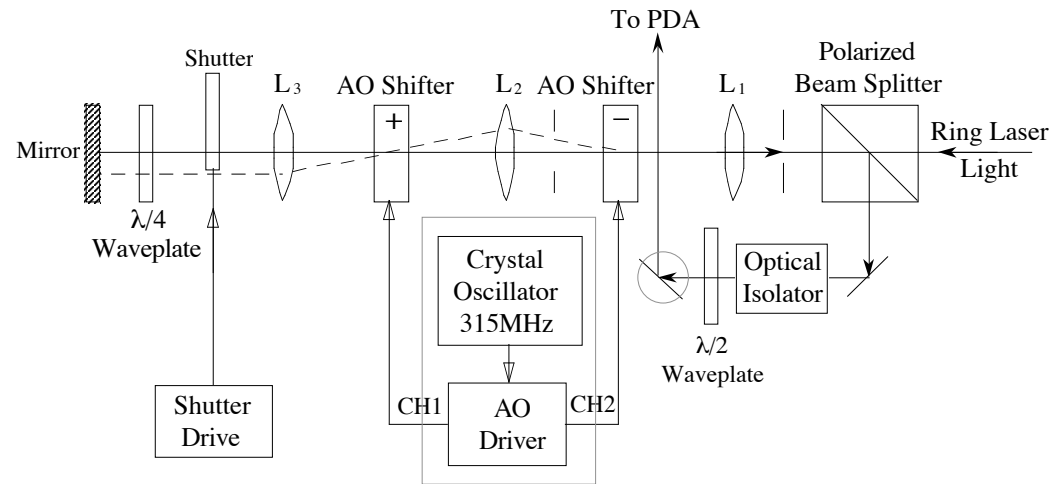 To PDA
Polarized
Beam Splitter
Shutter
L3
AO Shifter
L2
AO Shifter
L1
+
−
Ring Laser
Light
Mirror
λ/4
Waveplate
Crystal
Oscillator
315MHz
Optical
Isolator
λ/2
Waveplate
Shutter
Drive
CH1
AO
Driver
CH2